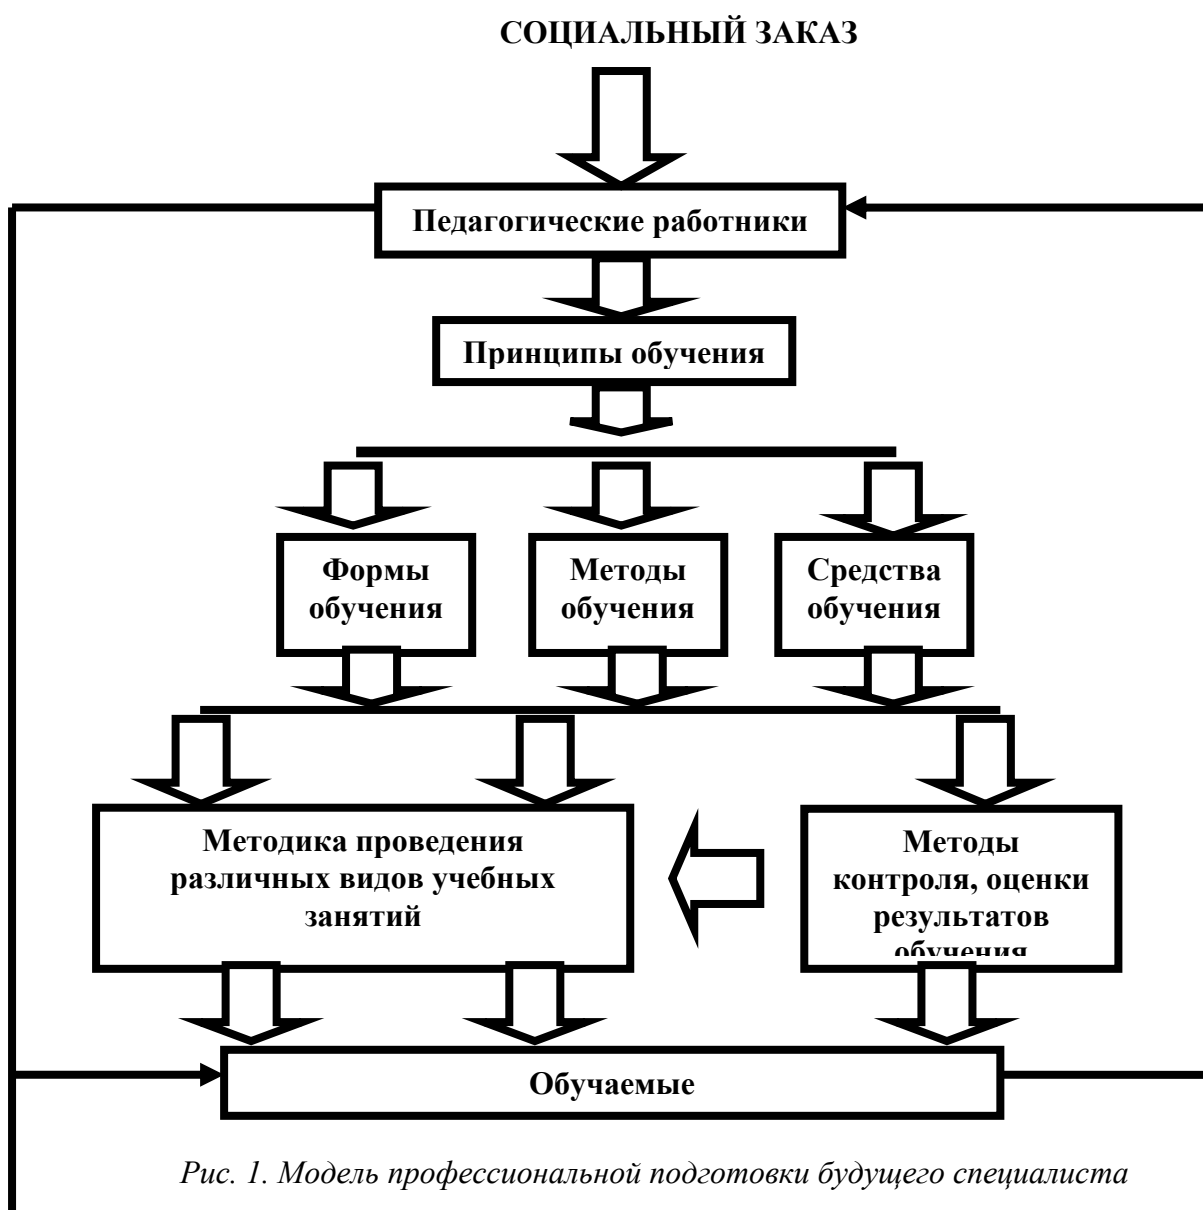 СОЦИАЛЬНЫЙ ЗАКАЗ
Педагогические работники
Принципы обучения
Формы
обучения
Методы
обучения
Средства
обучения
Методика проведения
различных видов учебных
занятий
Методы
контроля, оценки
результатов
обучения
Обучаемые
Рис. 1. Модель профессиональной подготовки будущего специалиста